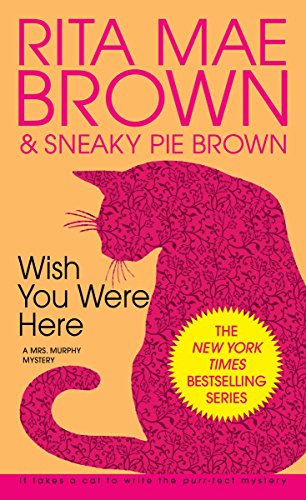 RITA MAE
BROWN
& SNEAKY PIE BROWN
Wish
You Were
Here
A MRS. MURPHY
MYSTERY
THE
NEW YORK
TIMES
BESTSELLING
SERIES
it takes a cat to write the purr-fect mystery